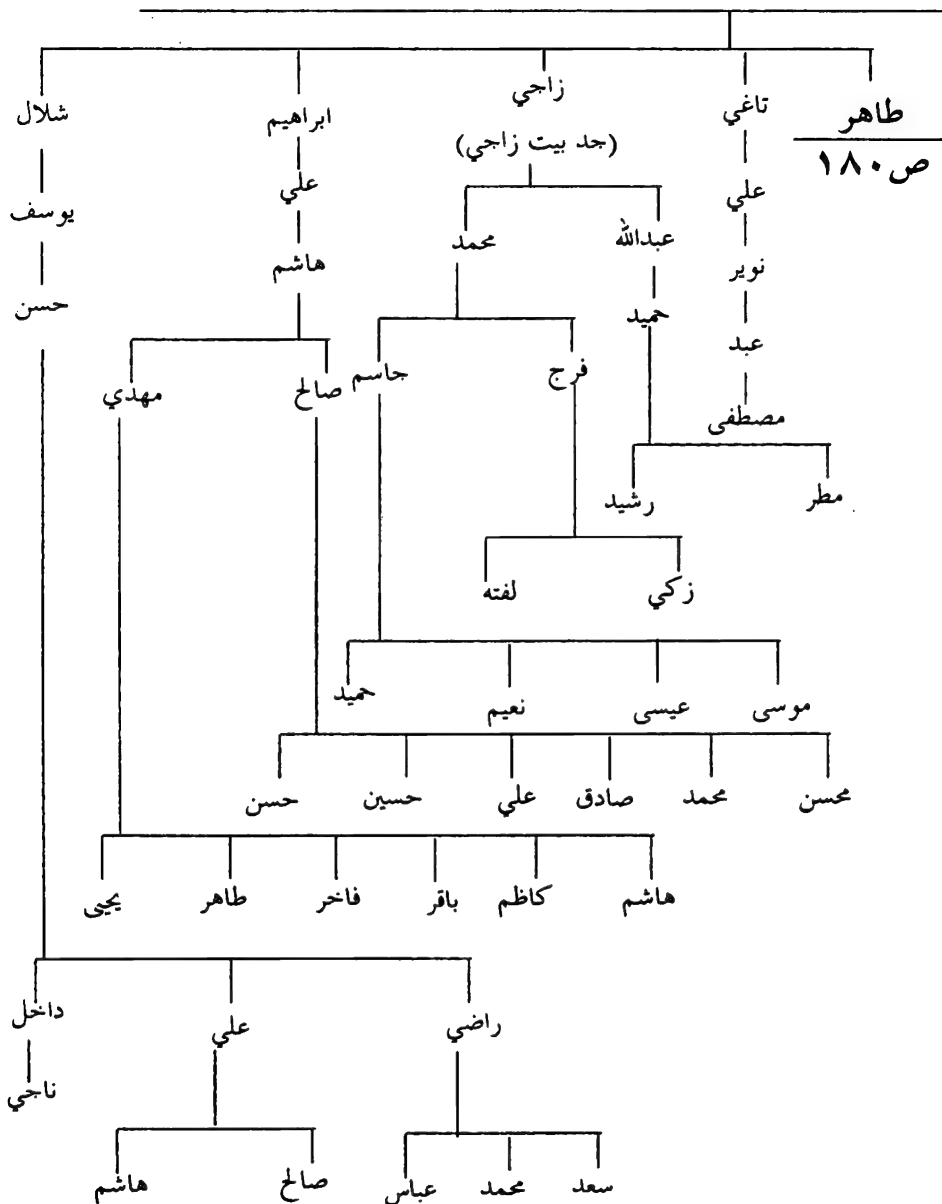 طاهر تاغي زاجي ابراهيم شلال
ص١٨٠ (جد بيت زاجي)
علي علي
عبدالله محمد يوسف
نوير هاشم
حميد حسن
عبد فرج جاسم صالح مهدي
مصطفى
مطر رشيد
زكي لفته
موسى عيسى نعيم حميد
محسن محمد صادق علي حسين حسن
هاشم كاظم باقر فاخر طاهر يحيى
راضي علي داخل
ناجي
سعد محمد عباس صالح هاشم